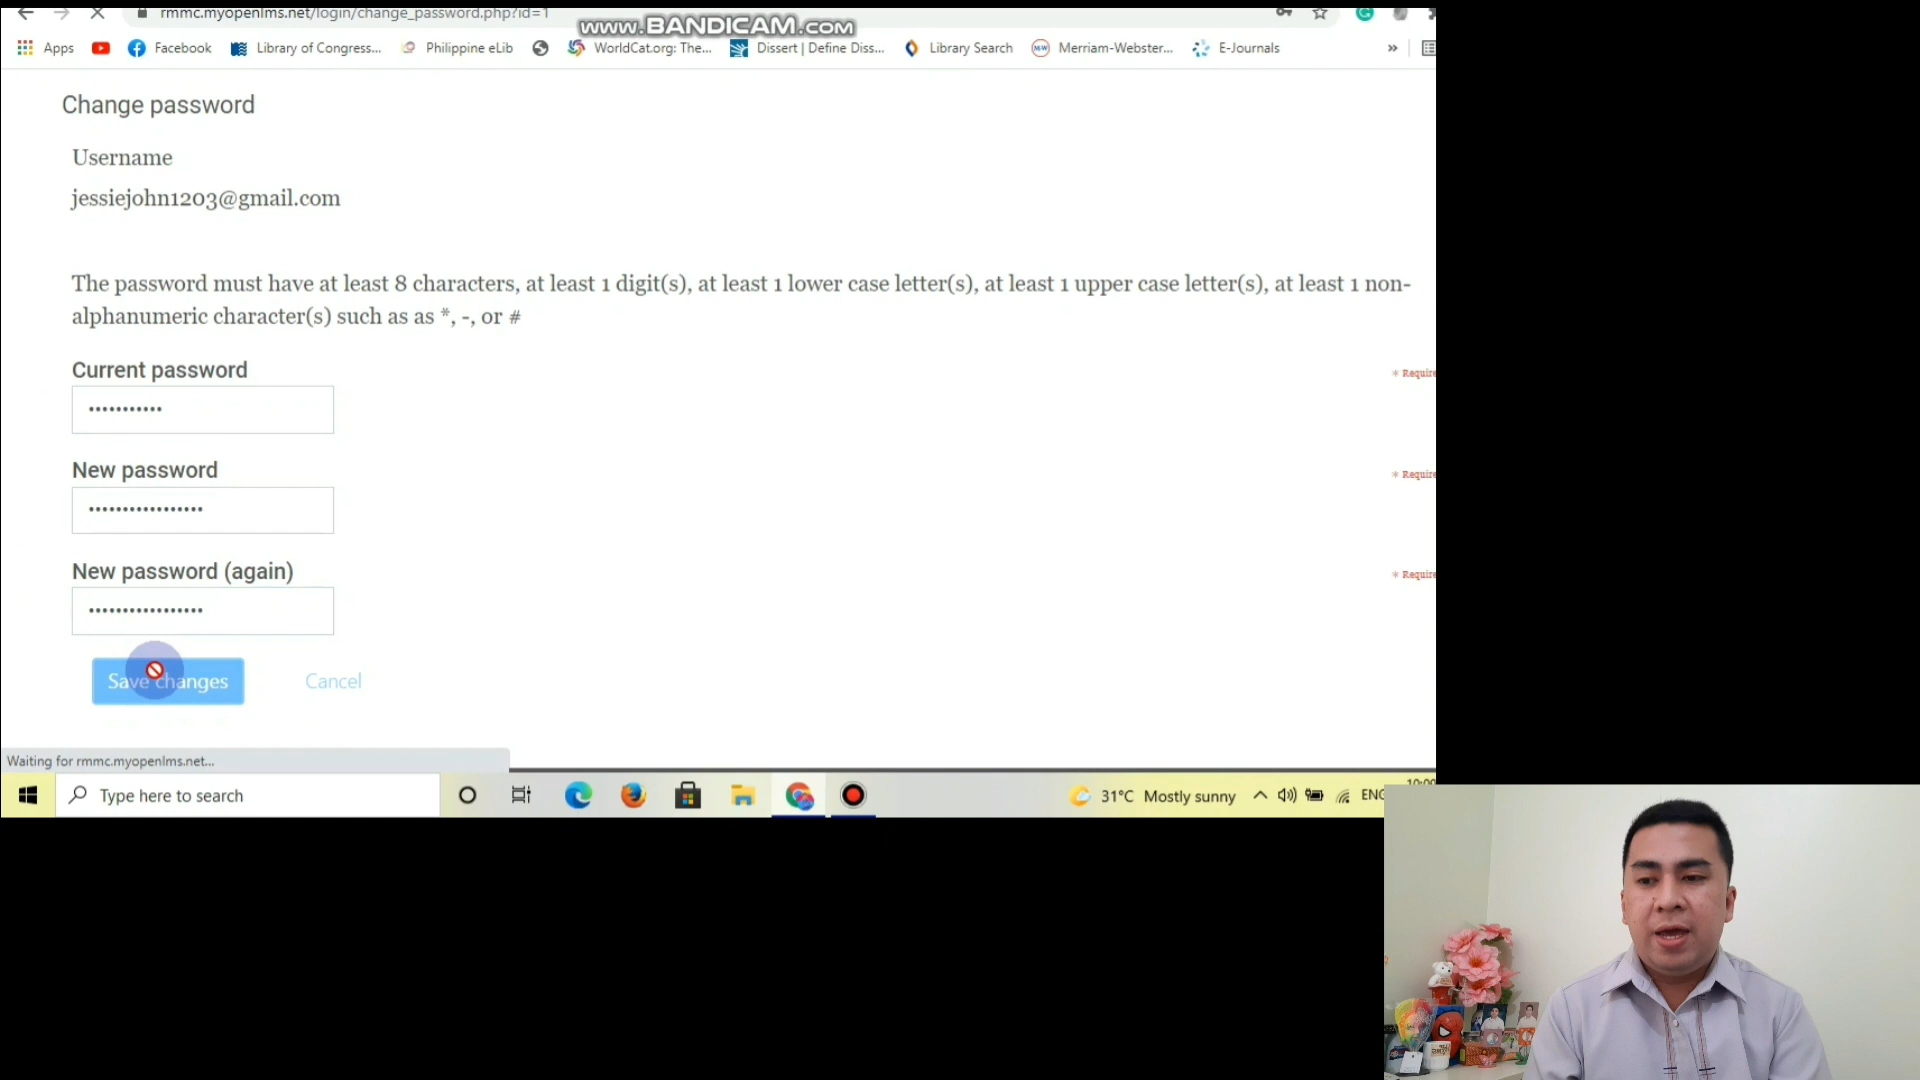 rmmc.myopenlms.net/login/change_password.php?id=1
www.BANDICAM.com
Apps Facebook Library of Congress... Philippine eLib WorldCat.org: The... Dissert | Define Diss... Library Search Merriam-Webster... E-Journals »
Change password
Username
jessiejohn1203@gmail.com
The password must have at least 8 characters, at least 1 digit(s), at least 1 lower case letter(s), at least 1 upper case letter(s), at least 1 non-
alphanumeric character(s) such as as *, -, or #
Current password
* Require
New password
* Require
New password (again)
* Require
Save changes Cancel
Waiting for rmmc.myopenlms.net...
Type here to search
31°C Mostly sunny ENG